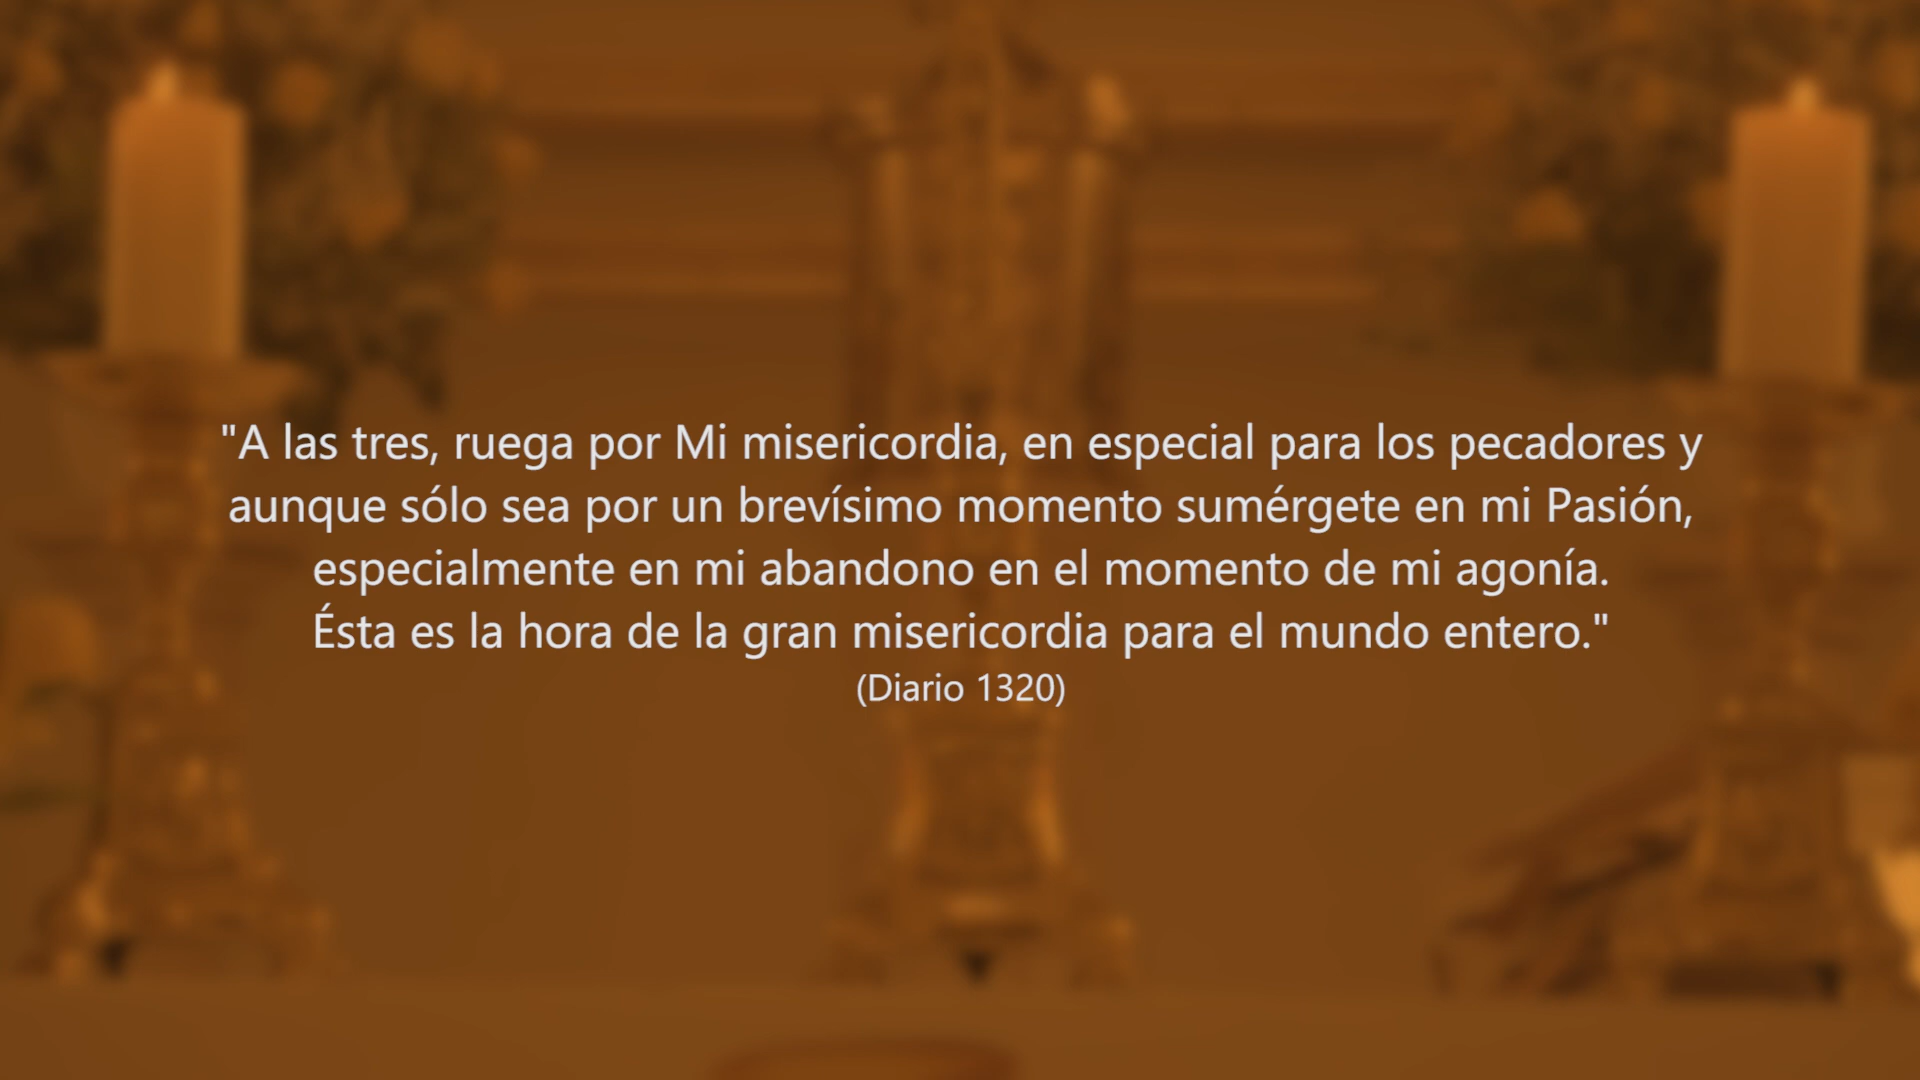 "A las tres, ruega por Mi misericordia, en especial para los pecadores y
aunque sólo sea por un brevísimo momento sumérgete en mi Pasión,
especialmente en mi abandono en el momento de mi agonía.
Ésta es la hora de la gran misericordia para el mundo entero."
(Diario 1320)